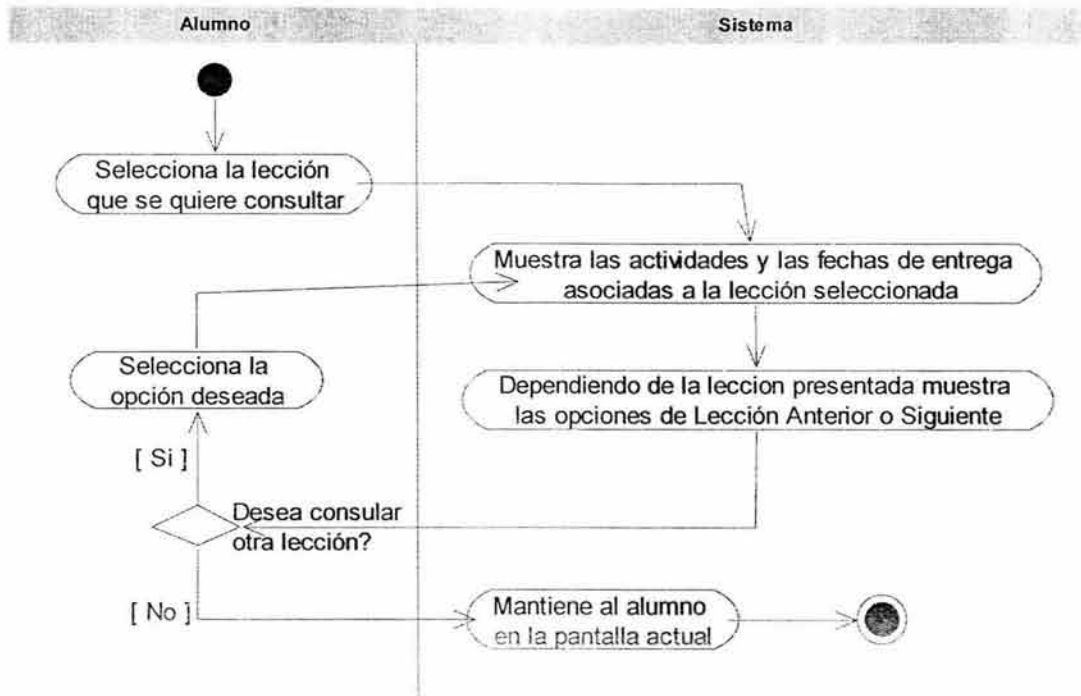 Alumno
Sistema
Selecciona la lección
que se quiere consultar
Muestra las actividades y las fechas de entrega
asociadas a la lección seleccionada
Selecciona la
opción deseada
Dependiendo de la leccion presentada muestra
las opciones de Lección Anterior o Siguiente
[ Si ]
Desea consular
otra lección?
[ No ]
Mantiene al alumno
en la pantalla actual